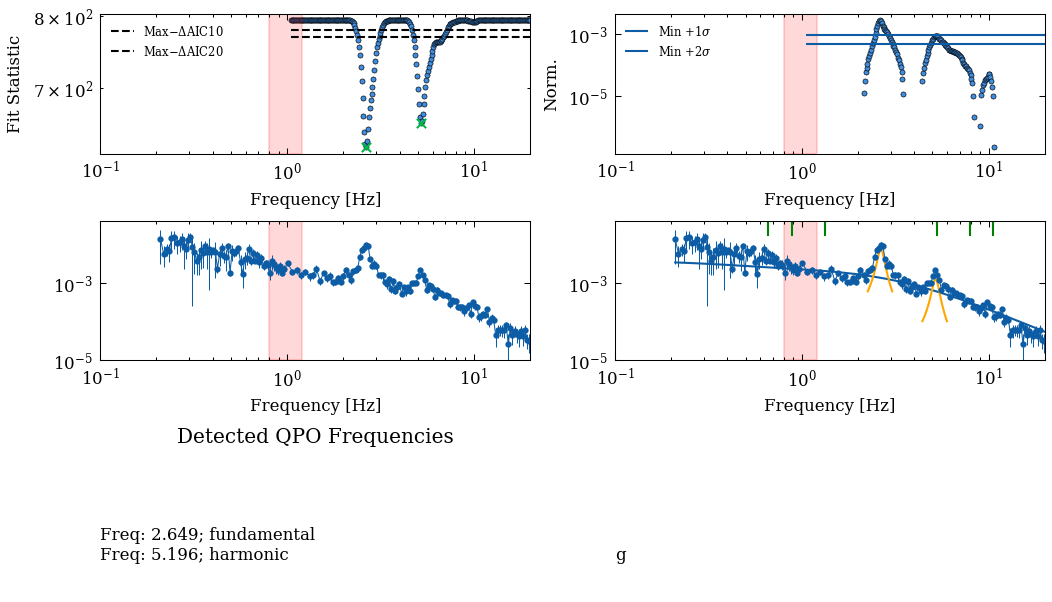 8 × 10²
7 × 10²
Fit Statistic
Max−ΔAIC10
Max−ΔAIC20
10⁻¹ 10⁰ 10¹
Frequency [Hz]
10⁻³
10⁻⁵
Norm.
Min +1σ
Min +2σ
10⁻¹ 10⁰ 10¹
Frequency [Hz]
10⁻³
10⁻⁵
10⁻¹ 10⁰ 10¹
Frequency [Hz]
10⁻³
10⁻⁵
10⁻¹ 10⁰ 10¹
Frequency [Hz]
Detected QPO Frequencies
Freq: 2.649; fundamental
Freq: 5.196; harmonic
g